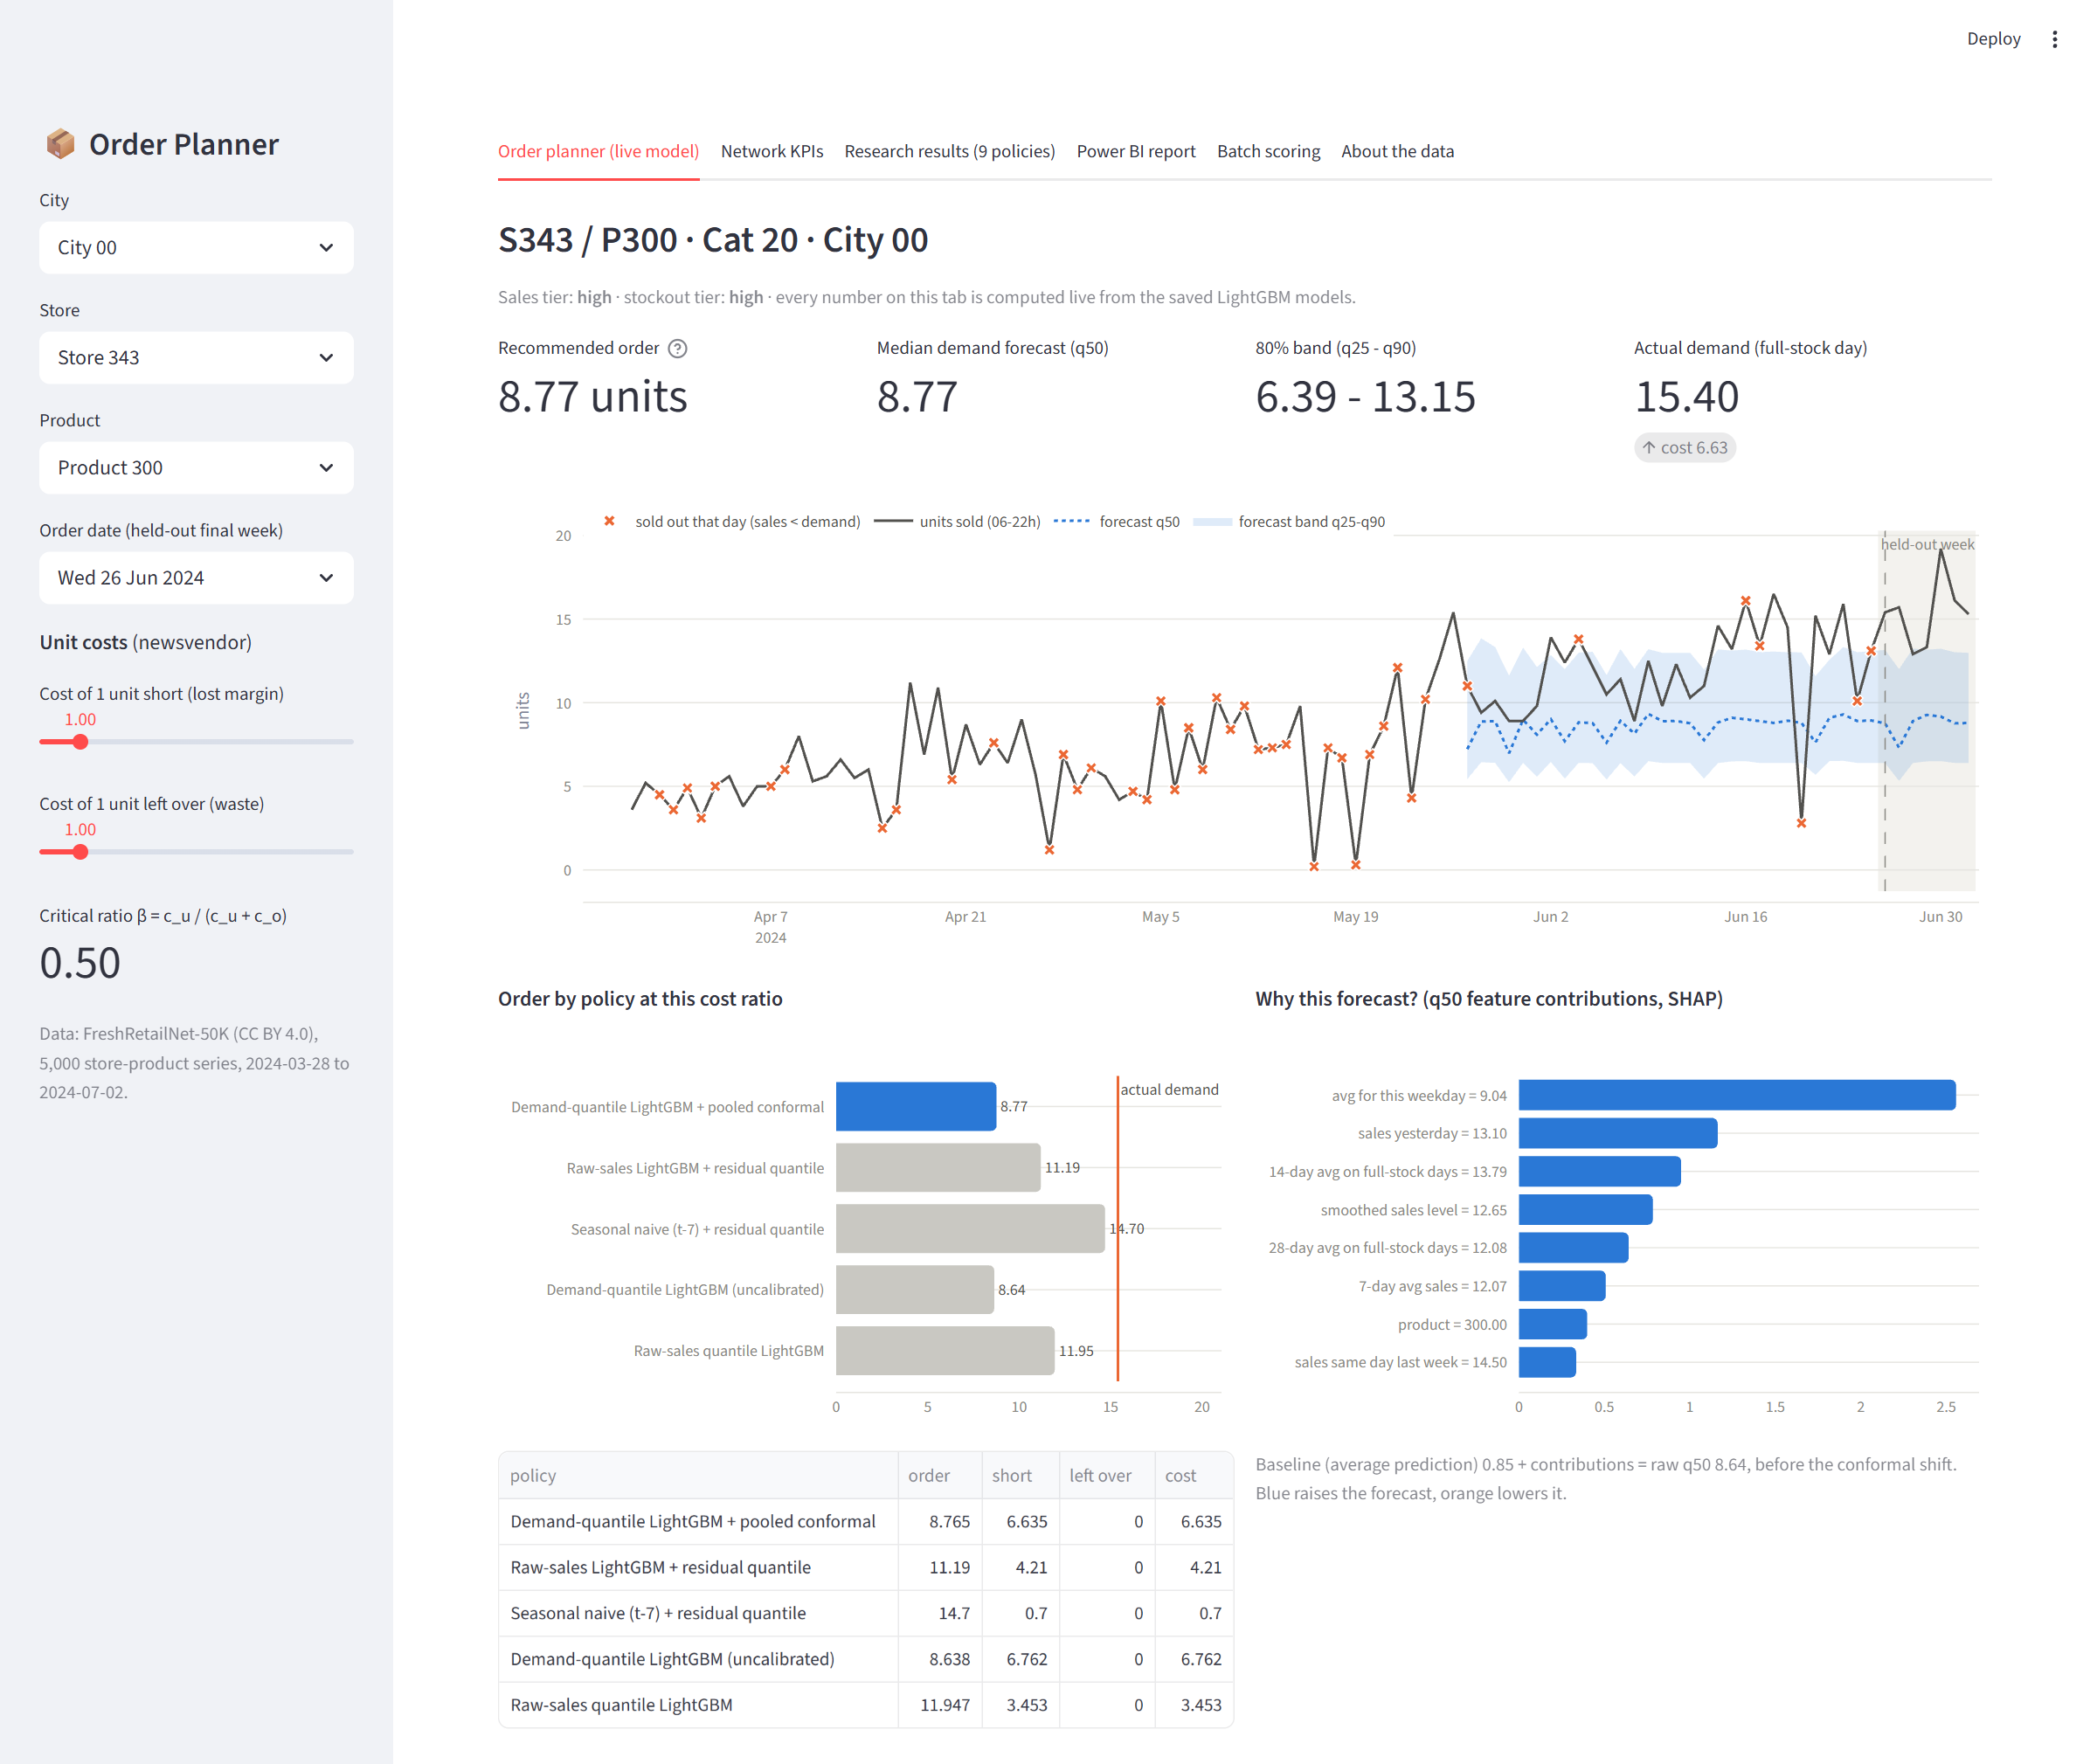 Deploy
📦 Order Planner
City
City 00
Store
Store 343
Product
Product 300
Order date (held-out final week)
Wed 26 Jun 2024
Unit costs (newsvendor)
Cost of 1 unit short (lost margin)
1.00
Cost of 1 unit left over (waste)
1.00
Critical ratio β = c_u / (c_u + c_o)
0.50
Data: FreshRetailNet-50K (CC BY 4.0),
5,000 store-product series, 2024-03-28 to
2024-07-02.
Order planner (live model) Network KPIs Research results (9 policies) Power BI report Batch scoring About the data
S343 / P300 · Cat 20 · City 00
Sales tier: high · stockout tier: high · every number on this tab is computed live from the saved LightGBM models.
Recommended order
8.77 units
Median demand forecast (q50)
8.77
80% band (q25 - q90)
6.39 - 13.15
Actual demand (full-stock day)
15.40
↑ cost 6.63
sold out that day (sales < demand) units sold (06-22h) forecast q50 forecast band q25-q90
held-out week
units
20
15
10
5
0
Apr 7 Apr 21 May 5 May 19 Jun 2 Jun 16 Jun 30
2024
Order by policy at this cost ratio
actual demand
Demand-quantile LightGBM + pooled conformal 8.77
Raw-sales LightGBM + residual quantile 11.19
Seasonal naive (t-7) + residual quantile 14.70
Demand-quantile LightGBM (uncalibrated) 8.64
Raw-sales quantile LightGBM 11.95
0 5 10 15 20
Why this forecast? (q50 feature contributions, SHAP)
avg for this weekday = 9.04
sales yesterday = 13.10
14-day avg on full-stock days = 13.79
smoothed sales level = 12.65
28-day avg on full-stock days = 12.08
7-day avg sales = 12.07
product = 300.00
sales same day last week = 14.50
0 0.5 1 1.5 2 2.5
policy order short left over cost
Demand-quantile LightGBM + pooled conformal 8.765 6.635 0 6.635
Raw-sales LightGBM + residual quantile 11.19 4.21 0 4.21
Seasonal naive (t-7) + residual quantile 14.7 0.7 0 0.7
Demand-quantile LightGBM (uncalibrated) 8.638 6.762 0 6.762
Raw-sales quantile LightGBM 11.947 3.453 0 3.453
Baseline (average prediction) 0.85 + contributions = raw q50 8.64, before the conformal shift.
Blue raises the forecast, orange lowers it.